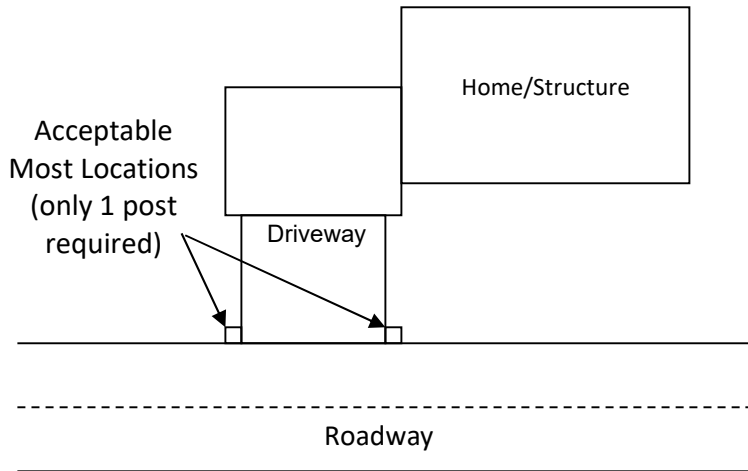 Home/Structure
Acceptable
Most Locations
(only 1 post
required)
Driveway
Roadway